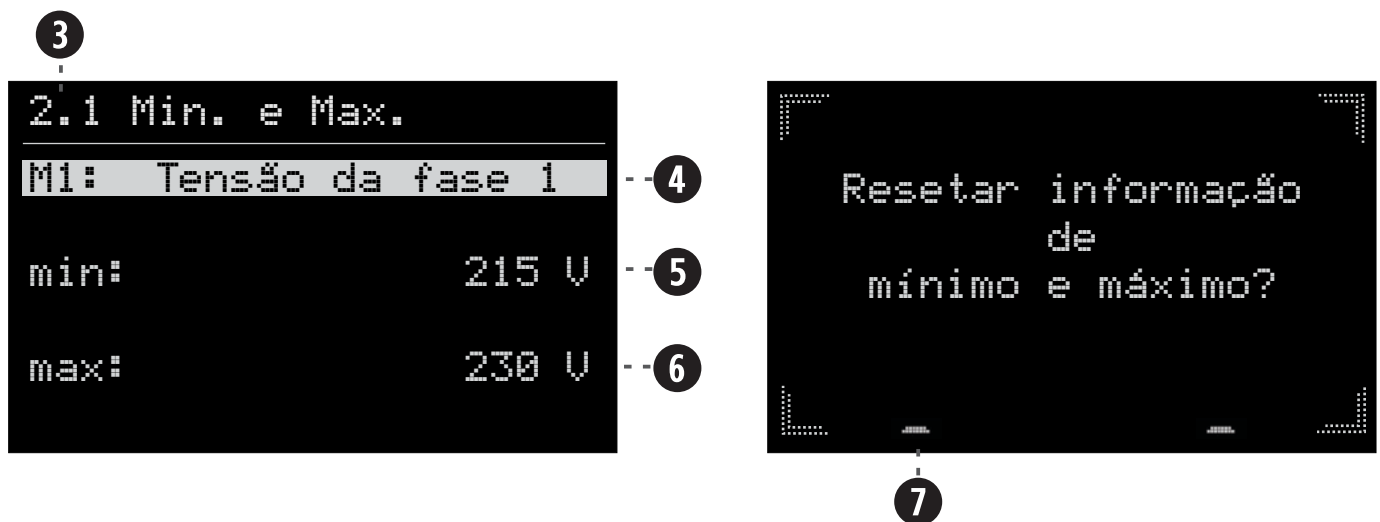 3
2.1 Min. e Max.
M1: Tensão da fase 1
4
min: 215 V
5
max: 230 V
6
Resetar informação
de
mínimo e máximo?
7